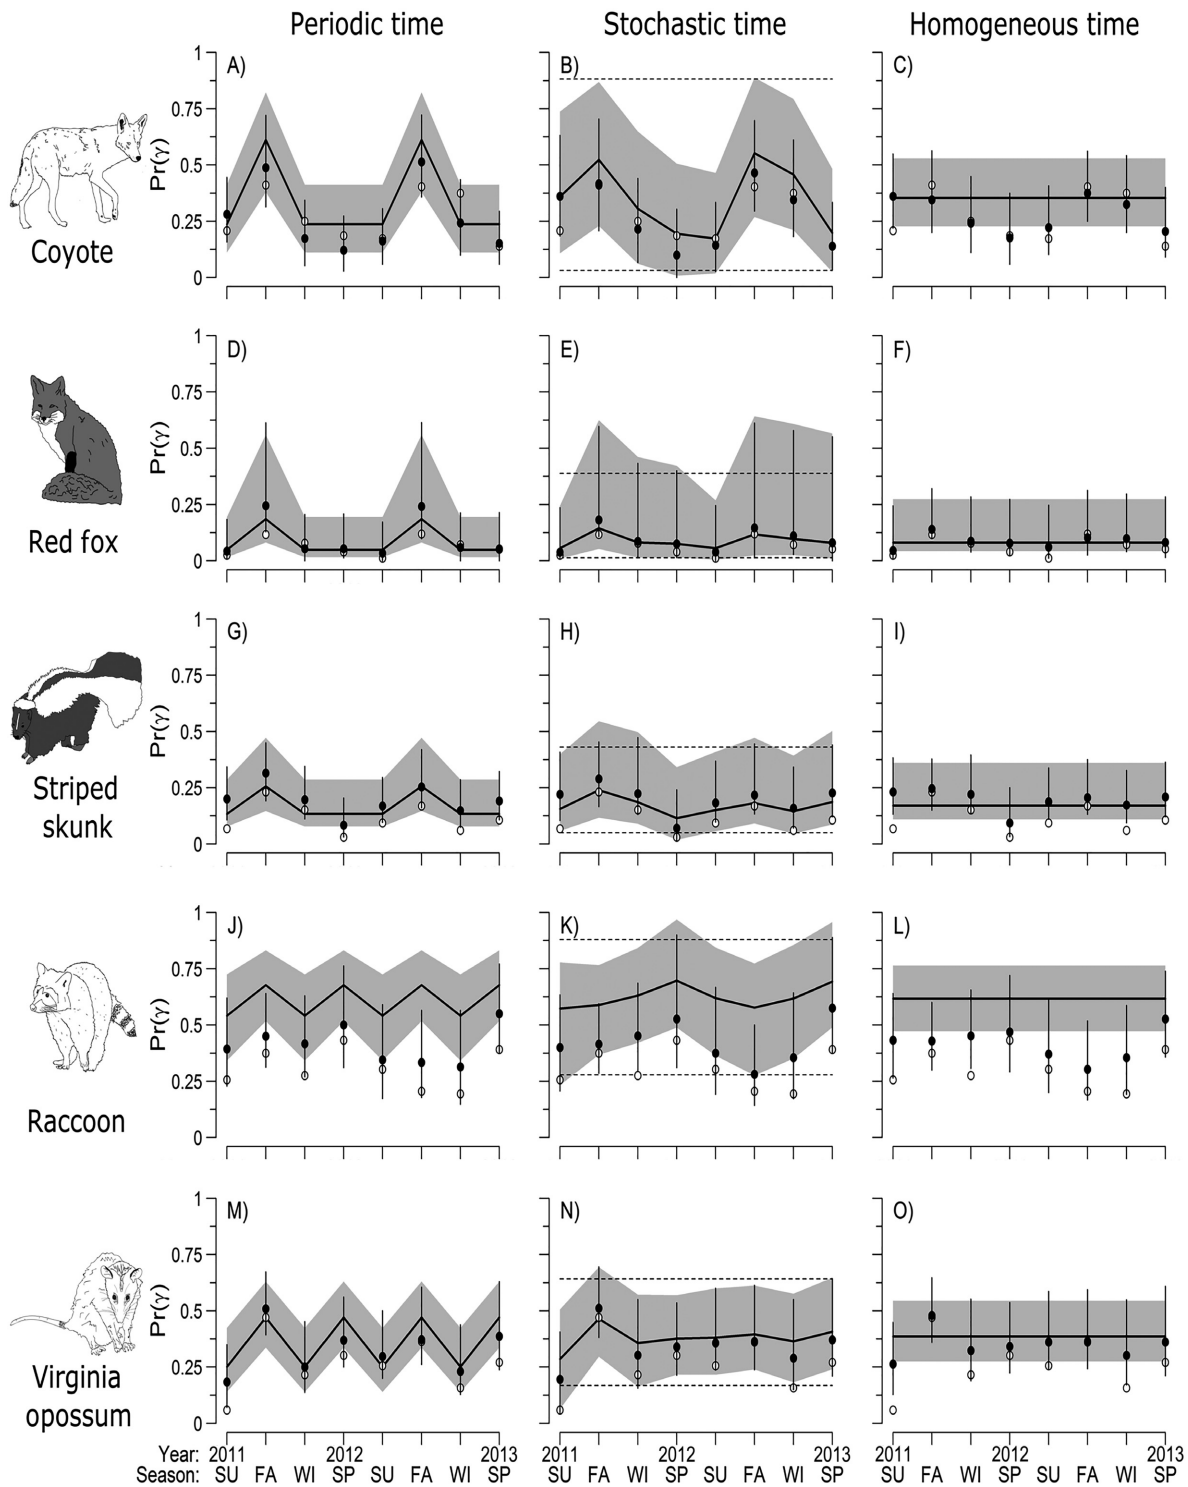 Periodic time Stochastic time Homogeneous time
A) B) C)
1
0.75
0.5
0.25
0
Pr(γ)
Coyote
D) E) F)
1
0.75
0.5
0.25
0
Pr(γ)
Red fox
G) H) I)
1
0.75
0.5
0.25
0
Pr(γ)
Striped
skunk
J) K) L)
1
0.75
0.5
0.25
0
Pr(γ)
Raccoon
M) N) O)
1
0.75
0.5
0.25
0
Pr(γ)
Virginia
opossum
Year: 2011 2012 2013 2011 2012 2013 2011 2012 2013
Season: SU FA WI SP SU FA WI SP SU FA WI SP SU FA WI SP SU FA WI SP SU FA WI SP